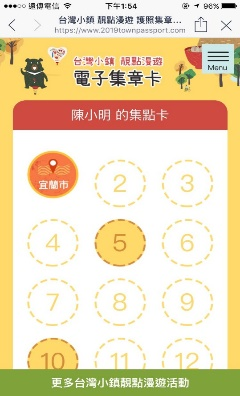 遠傳電信
下午1:54
96%
台灣小鎮 靚點漫遊 護照集章...
https://www.2019townpassport.com
台灣小鎮 靚點漫遊
電子集章卡
Menu
陳小明 的集點卡
宜蘭市 2 3
4 5 6
7 8 9
10 11 12
更多台灣小鎮靚點漫遊活動